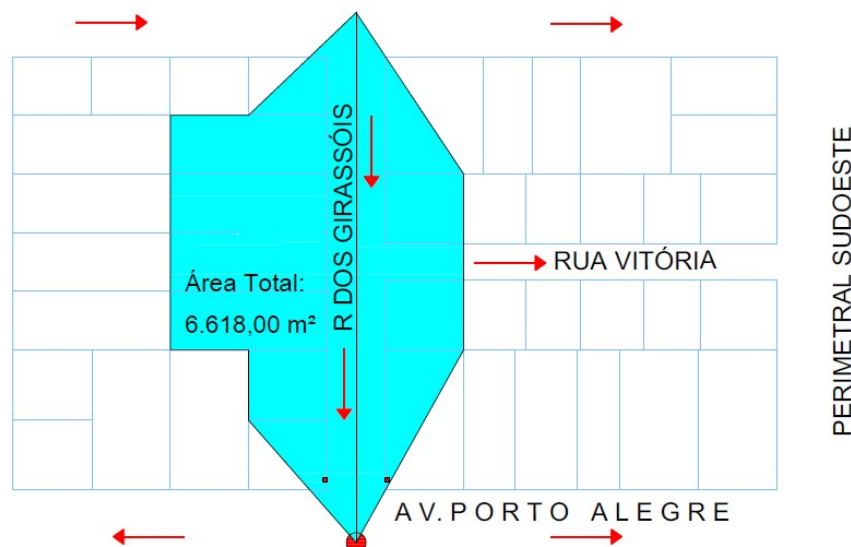 R DOS GIRASSÓIS
RUA VITÓRIA
PERIMETRAL SUDOESTE
Área Total:
6.618,00 m²
AV. PORTO ALEGRE